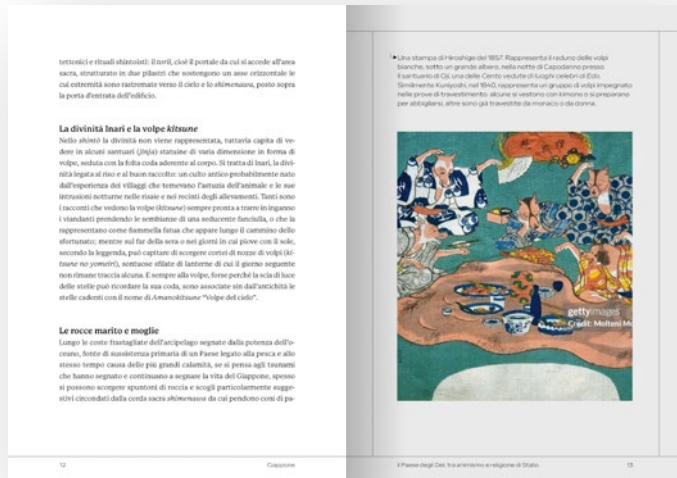 tettonici e rituali shintoisti: il torii, cioè il portale da cui si accede all'area
sacra, strutturato in due pilastri che sostengono un asse orizzontale le
cui estremità sono rastremate verso il cielo e lo shimenawa, posto sopra
la porta d'entrata dell'edificio.
La divinità Inari e la volpe kitsune
Nello shintō la divinità non viene rappresentata, tuttavia capita di ve-
dere in alcuni santuari (jinja) statuine di varia dimensione in forma di
volpe, seduta con la folta coda aderente al corpo. Si tratta di Inari, la divi-
nità legata al riso e al buon raccolto: un culto antico probabilmente nato
dall'esperienza dei villaggi che temevano l'astuzia dell'animale e le sue
intrusioni notturne nelle risaie e nei recinti degli allevamenti. Tanti sono
i racconti che vedono la volpe (kitsune) sempre pronta a trarre in inganno
i viandanti prendendo le sembianze di una seducente fanciulla, o che la
rappresentano come fiammella fatua che appare lungo il cammino dello
sfortunato; mentre sul far della sera o nei giorni in cui piove con il sole,
secondo la leggenda, può capitare di scorgere cortei di nozze di volpi (ki-
tsune no yomeiri), sontuose sfilate di lanterne di cui il giorno seguente
non rimane traccia alcuna. E sempre alla volpe, forse perché la scia di luce
delle stelle può ricordare la sua coda, sono associate sin dall'antichità le
stelle cadenti con il nome di Amanokitsune "Volpe del cielo".
Le rocce marito e moglie
Lungo le coste frastagliate dell'arcipelago segnate dalla potenza dell'o-
ceano, fonte di sussistenza primaria di un Paese legato alla pesca e allo
stesso tempo causa delle più grandi calamità, se si pensa agli tsunami
che hanno segnato e continuano a segnare la vita del Giappone, spesso
si possono scorgere spuntoni di roccia e scogli particolarmente sugge-
stivi circondati dalla corda sacra shimenawa da cui pendono coni di pa-
12
Giappone
Una stampa di Hiroshige del 1857. Rappresenta il raduno delle volpi
bianche, sotto un grande albero, nella notte di Capodanno presso
il santuario di Oji, una delle Cento vedute di luoghi celebri di Edo.
Similmente Kuniyoshi, nel 1840, rappresenta un gruppo di volpi impegnato
nelle prove di travestimento: alcune si vestono con kimono o si preparano
per abbigliarsi, altre sono già travestite da monaco o da donna.
gettyimages
Credit: Molteni Mo
Il Paese degli Dei: fra animismo e religione di Stato
13